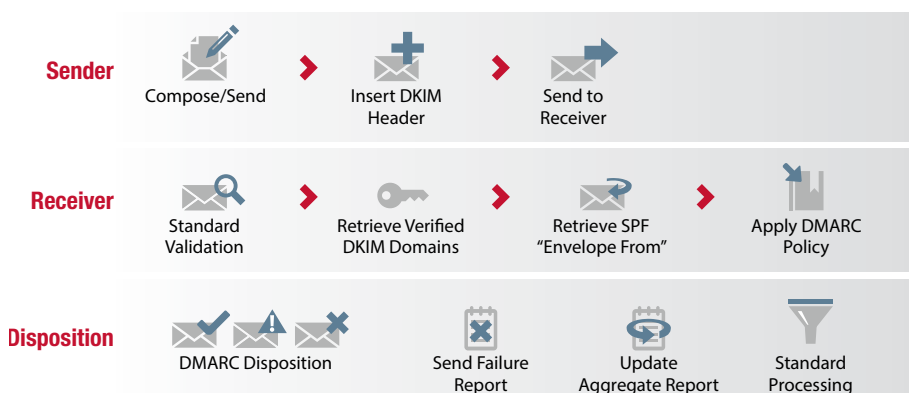 Sender
Compose/Send
Insert DKIM
Header
Send to
Receiver
Receiver
Standard
Validation
Retrieve Verified
DKIM Domains
Retrieve SPF
“Envelope From”
Apply DMARC
Policy
Disposition
DMARC Disposition
Send Failure
Report
Update
Aggregate Report
Standard
Processing